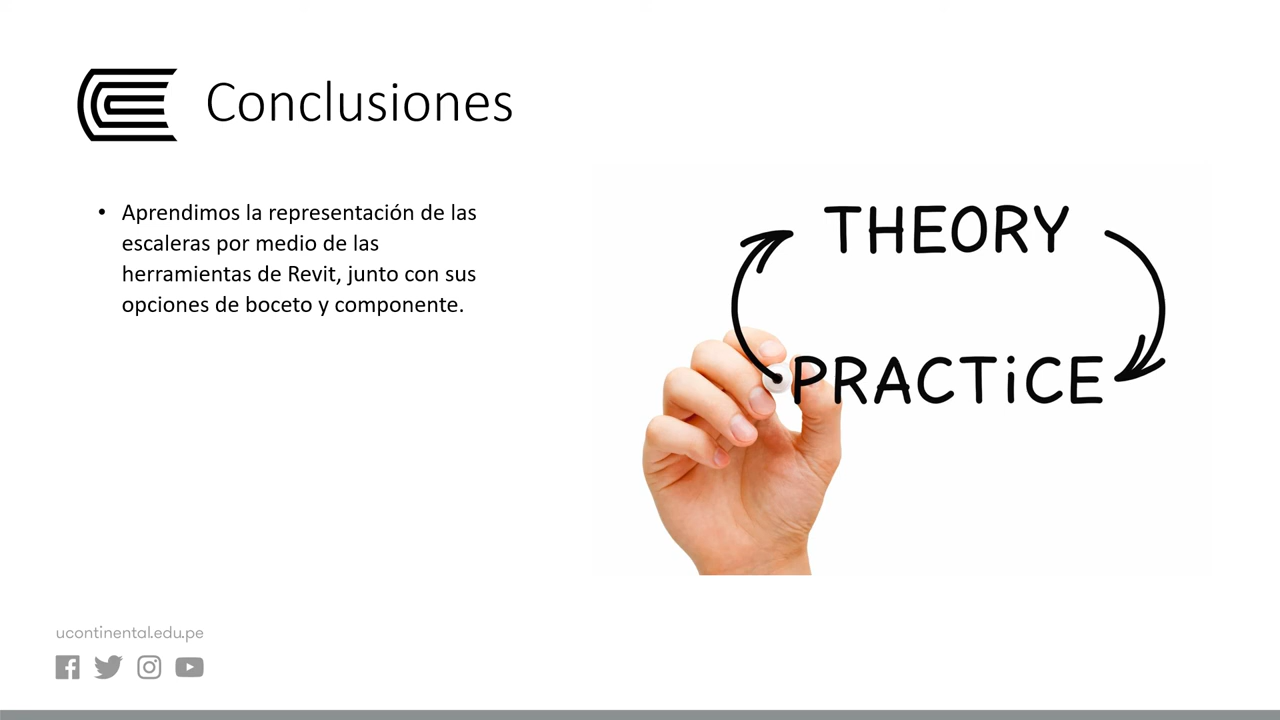 Conclusiones
• Aprendimos la representación de las
escaleras por medio de las
herramientas de Revit, junto con sus
opciones de boceto y componente.
THEORY
PRACTiCE
ucontinental.edu.pe